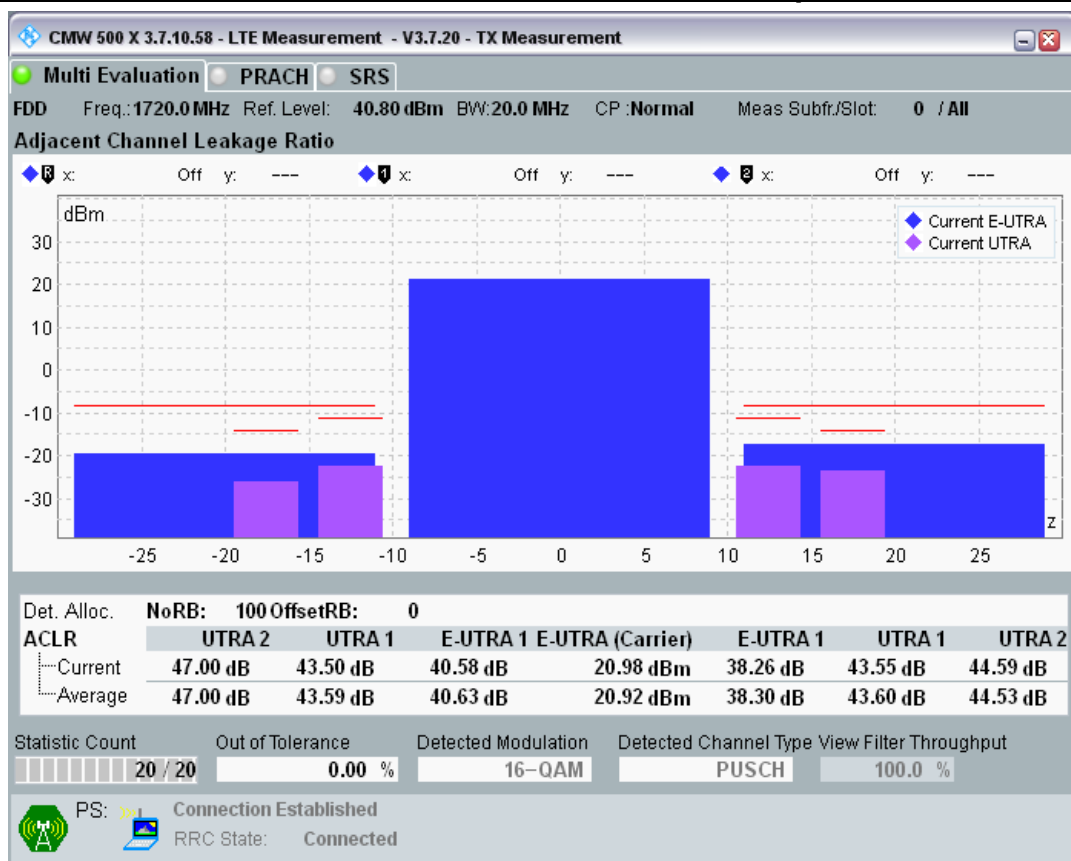 CMW 500 X 3.7.10.58 - LTE Measurement - V3.7.20 - TX Measurement
Multi Evaluation PRACH SRS
FDD Freq.: 1720.0 MHz Ref. Level: 40.80 dBm BW: 20.0 MHz CP : Normal Meas Subfr./Slot: 0 / All
Adjacent Channel Leakage Ratio
R x: Off y: --- 1 x: Off y: --- 2 x: Off y: ---
dBm
Current E-UTRA
Current UTRA
30
20
10
0
-10
-20
-30
z
-25 -20 -15 -10 -5 0 5 10 15 20 25
Det. Alloc. NoRB: 100 OffsetRB: 0
ACLR UTRA 2 UTRA 1 E-UTRA 1 E-UTRA (Carrier) E-UTRA 1 UTRA 1 UTRA 2
Current 47.00 dB 43.50 dB 40.58 dB 20.98 dBm 38.26 dB 43.55 dB 44.59 dB
Average 47.00 dB 43.59 dB 40.63 dB 20.92 dBm 38.30 dB 43.60 dB 44.53 dB
Statistic Count Out of Tolerance Detected Modulation Detected Channel Type View Filter Throughput
20 / 20 0.00 % 16-QAM PUSCH 100.0 %
PS: Connection Established
RRC State: Connected